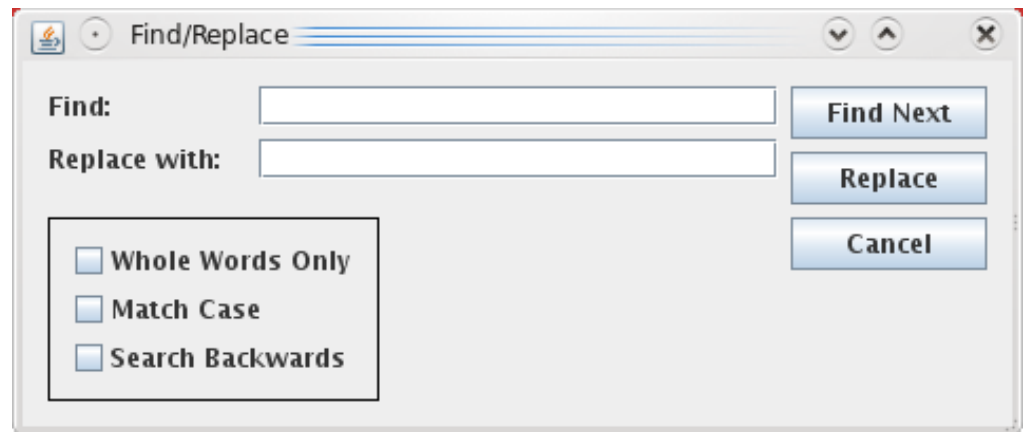 Find/Replace
Find:
Find Next
Replace with:
Replace
Cancel
Whole Words Only
Match Case
Search Backwards